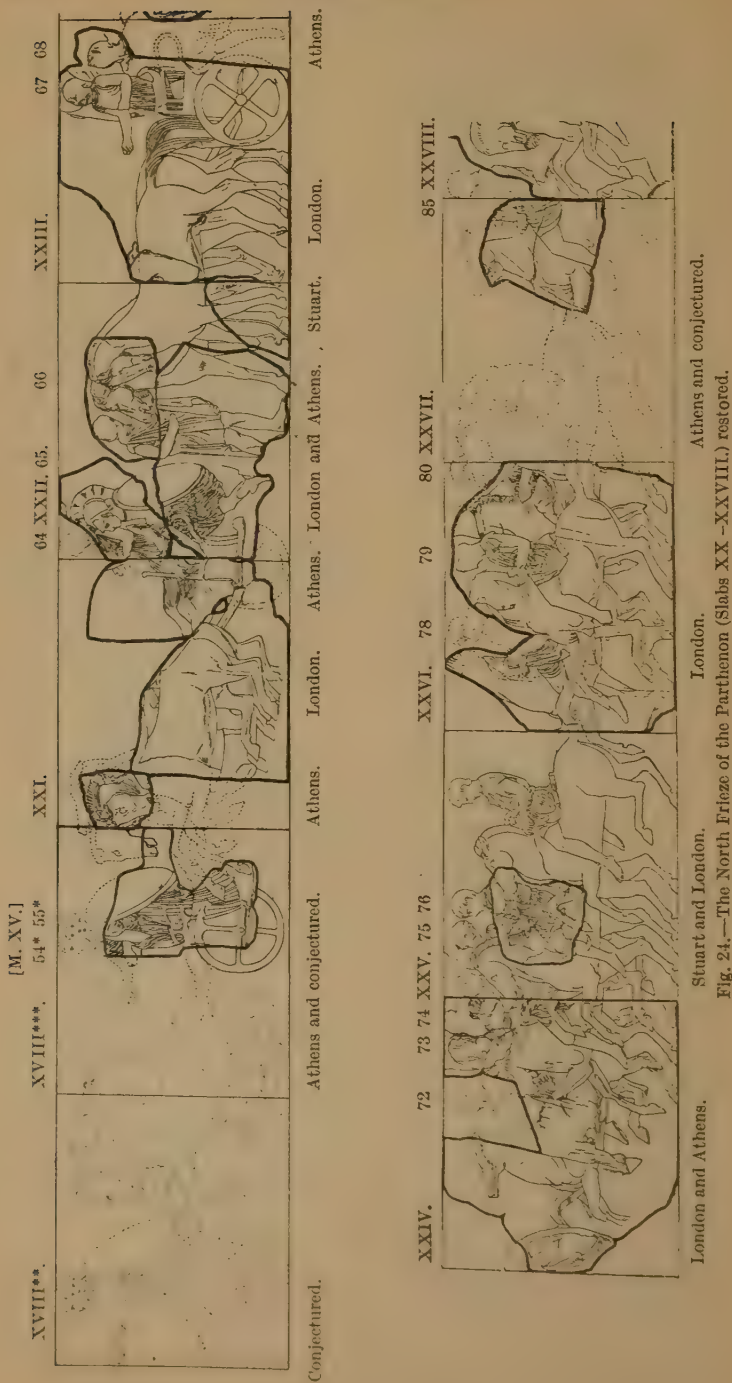 [M. XV.]
XVIII**. XVIII***. 54* 55* XXI. 64 XXII. 65. 66 XXIII. 67 68
Conjectured. Athens and conjectured. Athens. London. Athens. London and Athens. Stuart. London. Athens.
XXIV. 72 73 74 XXV. 75 76 XXVI. 78 79 80 XXVII. 85 XXVIII.
London and Athens. Stuart and London. London. Athens and conjectured.
Fig. 24.—The North Frieze of the Parthenon (Slabs XX–XXVIII.) restored.